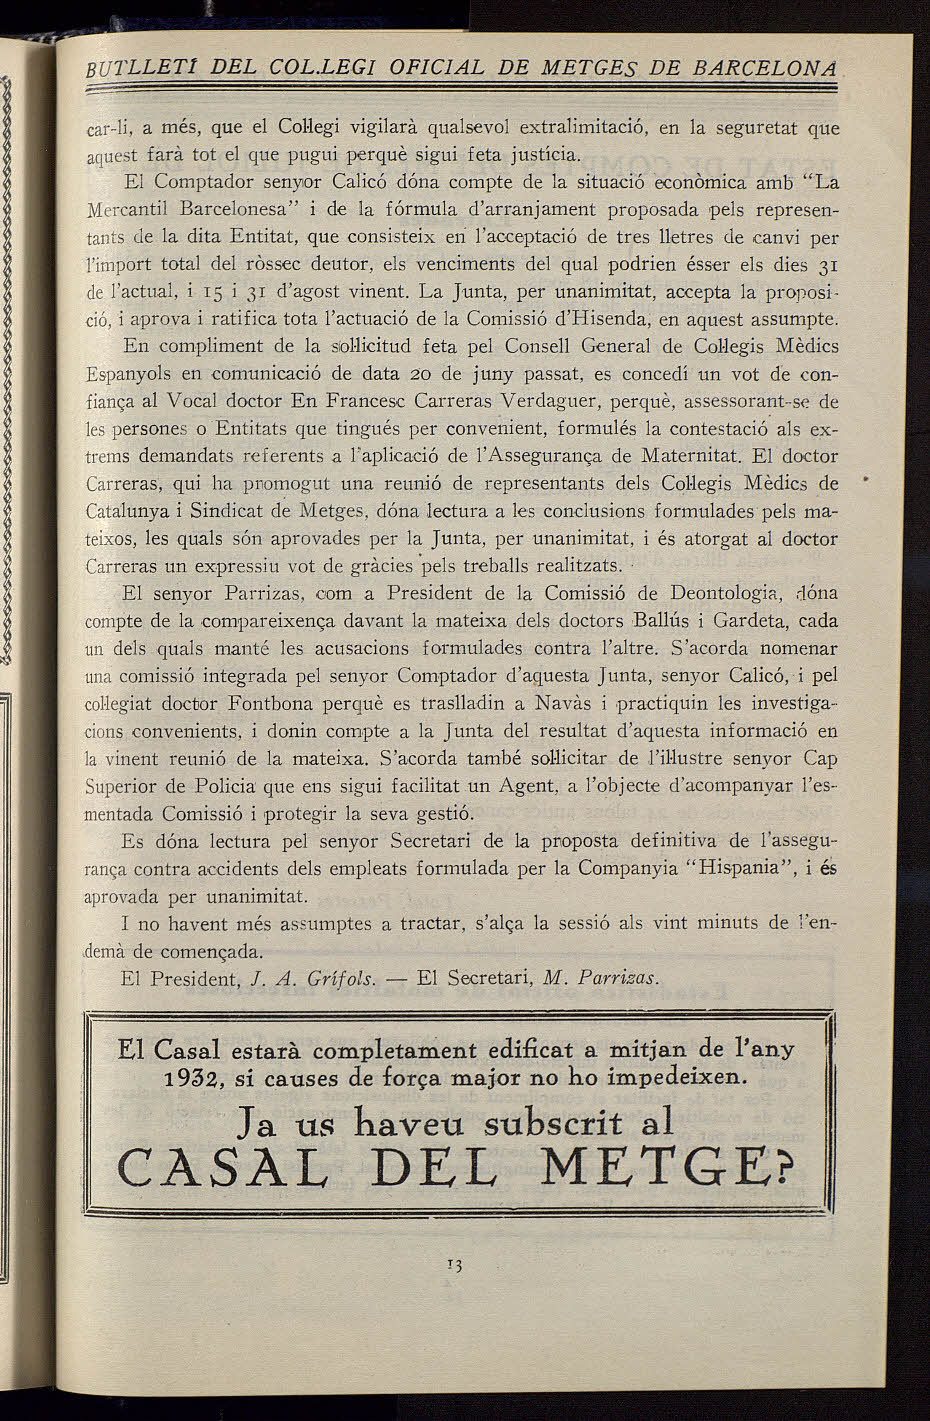 BUTLLETÍ DEL COL.LEGI OFICIAL DE METGES DE BARCELONA
car-li, a més, que el Col·legi vigilarà qualsevol extralimitació, en la seguretat que
aquest farà tot el que pugui perquè sigui feta justícia.
El Comptador senyor Calicó dóna compte de la situació econòmica amb “La
Mercantil Barcelonesa” i de la fórmula d’arranjament proposada pels represen-
tants de la dita Entitat, que consisteix en l’acceptació de tres lletres de canvi per
l’import total del ròssec deutor, els venciments del qual podrien ésser els dies 31
de l’actual, i 15 i 31 d’agost vinent. La Junta, per unanimitat, accepta la proposi-
ció, i aprova i ratifica tota l’actuació de la Comissió d’Hisenda, en aquest assumpte.
En compliment de la sol·licitud feta pel Consell General de Col·legis Mèdics
Espanyols en comunicació de data 20 de juny passat, es concedí un vot de con-
fiança al Vocal doctor En Francesc Carreras Verdaguer, perquè, assessorant-se de
les persones o Entitats que tingués per convenient, formulés la contestació als ex-
trems demandats referents a l’aplicació de l’Assegurança de Maternitat. El doctor
Carreras, qui ha promogut una reunió de representants dels Col·legis Mèdics de
Catalunya i Sindicat de Metges, dóna lectura a les conclusions formulades pels ma-
teixos, les quals són aprovades per la Junta, per unanimitat, i és atorgat al doctor
Carreras un expressiu vot de gràcies pels treballs realitzats.
El senyor Parrizas, com a President de la Comissió de Deontologia, dóna
compte de la compareixença davant la mateixa dels doctors Ballús i Gardeta, cada
un dels quals manté les acusacions formulades contra l’altre. S’acorda nomenar
una comissió integrada pel senyor Comptador d’aquesta Junta, senyor Calicó, i pel
col·legiat doctor Fontbona perquè es traslladin a Navàs i practiquin les investiga-
cions convenients, i donin compte a la Junta del resultat d’aquesta informació en
la vinent reunió de la mateixa. S’acorda també sol·licitar de l’il·lustre senyor Cap
Superior de Policia que ens sigui facilitat un Agent, a l’objecte d’acompanyar l’es-
mentada Comissió i protegir la seva gestió.
Es dóna lectura pel senyor Secretari de la proposta definitiva de l’assegu-
rança contra accidents dels empleats formulada per la Companyia “Hispania”, i és
aprovada per unanimitat.
I no havent més assumptes a tractar, s’alça la sessió als vint minuts de l’en-
demà de començada.
El President, J. A. Grífols. — El Secretari, M. Parrizas.
El Casal estarà completament edificat a mitjan de l’any
1932, si causes de força major no ho impedeixen.
Ja us haveu subscrit al
CASAL DEL METGE?
13